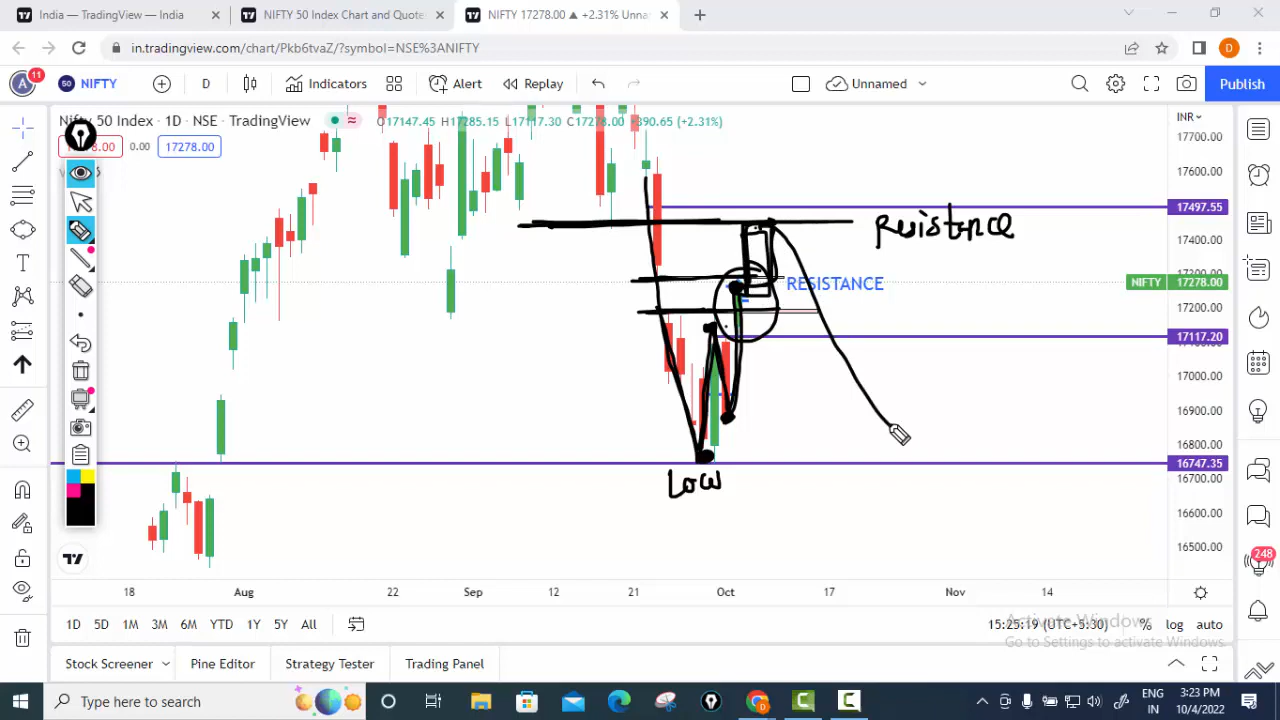 India — TradingView — India
NIFTY 50 Index Chart and Quote
NIFTY 17278.00 ▲ +2.31% Unna
in.tradingview.com/chart/Pkb6tvaZ/?symbol=NSE%3ANIFTY
D
A 11
50 NIFTY
D
Indicators
Alert
Replay
Unnamed
Publish
Nifty 50 Index · 1D · NSE · TradingView
O17147.45 H17285.15 L17117.30 C17278.00 +390.65 (+2.31%)
INR
0.00
17278.00
17700.00
17600.00
17497.55
Resistance
17400.00
RESISTANCE
NIFTY
17278.00
17200.00
17117.20
17000.00
16900.00
16800.00
16747.35
Low
16700.00
16600.00
16500.00
248
18
Aug
22
Sep
12
21
Oct
17
Nov
14
1D 5D 1M 3M 6M YTD 1Y 5Y All
15:25:19 (UTC+5:30)
% log auto
Activate Windows
Go to Settings to activate Windows.
Stock Screener
Pine Editor
Strategy Tester
Trading Panel
Type here to search
ENG
IN
3:23 PM
10/4/2022